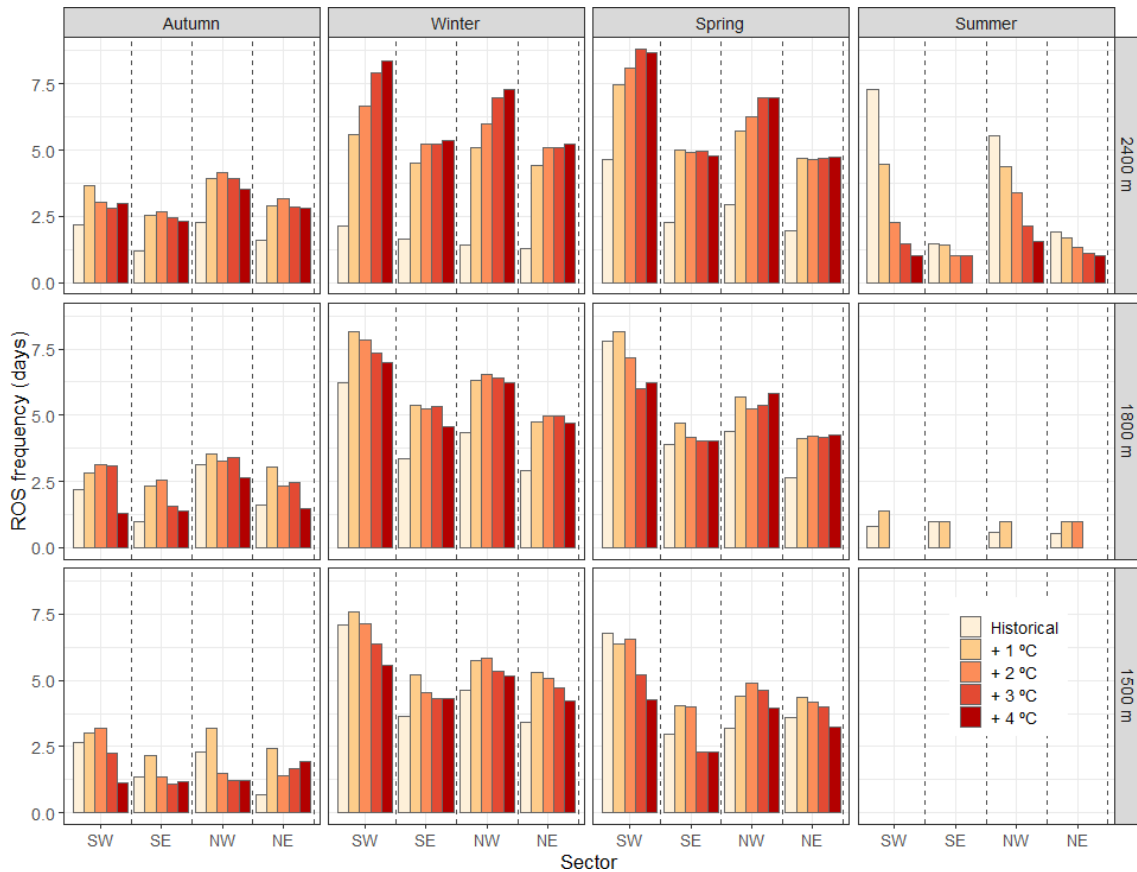 Autumn Winter Spring Summer
7.5
5.0
2.5
0.0
2400 m
7.5
5.0
2.5
0.0
1800 m
7.5
5.0
2.5
0.0
1500 m
ROS frequency (days)
Historical
+ 1 ºC
+ 2 ºC
+ 3 ºC
+ 4 ºC
SW SE NW NE SW SE NW NE SW SE NW NE SW SE NW NE
Sector